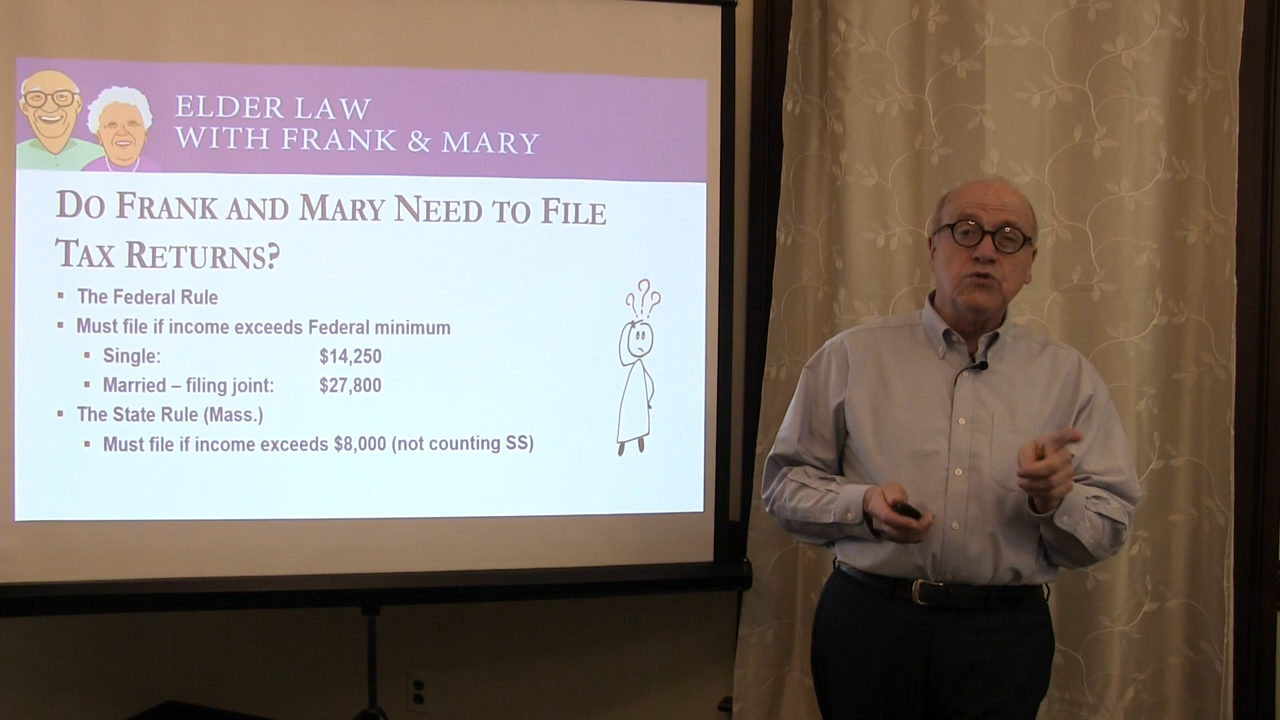 ELDER LAW
WITH FRANK & MARY
DO FRANK AND MARY NEED TO FILE
TAX RETURNS?
▪ The Federal Rule
▪ Must file if income exceeds Federal minimum
▪ Single: $14,250
▪ Married – filing joint: $27,800
▪ The State Rule (Mass.)
▪ Must file if income exceeds $8,000 (not counting SS)